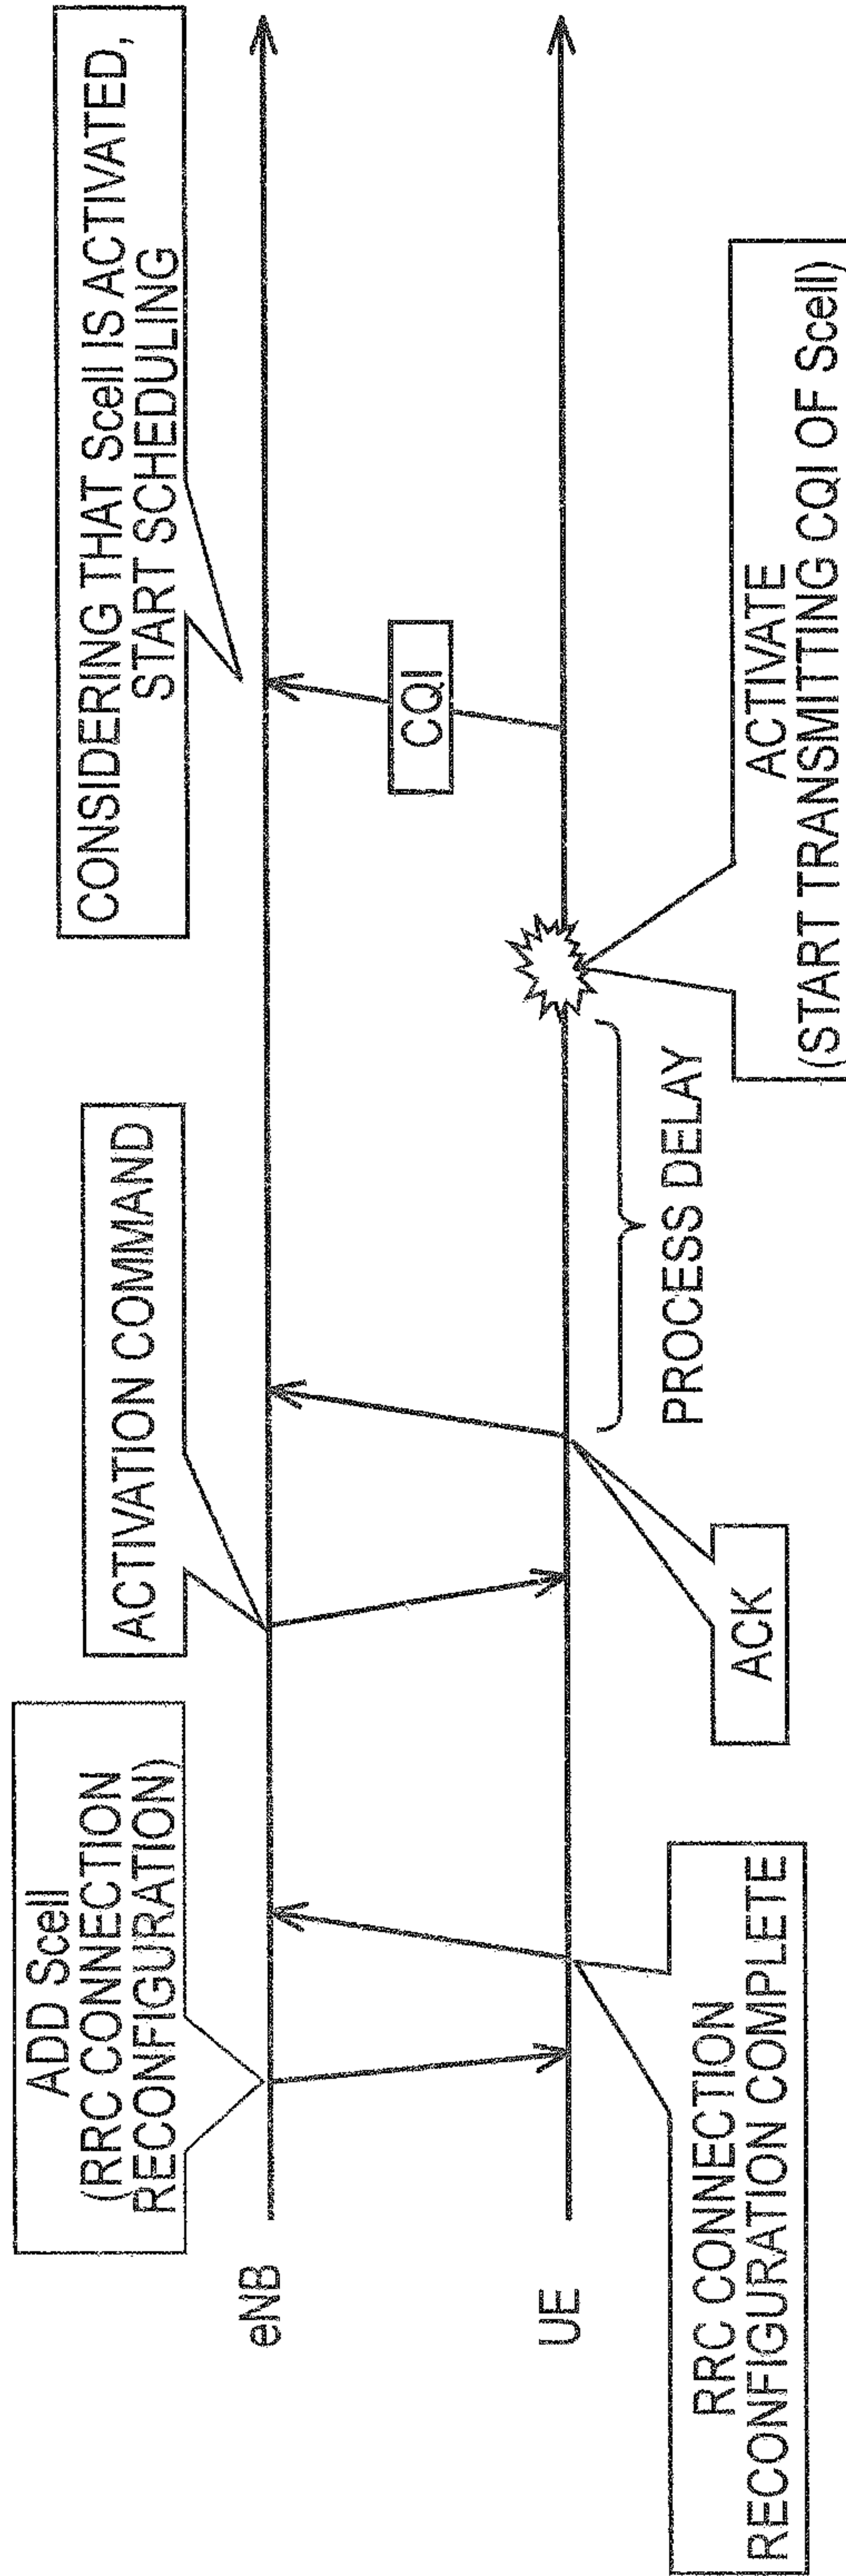 ADD Scell
(RRC CONNECTION
RECONFIGURATION)
ACTIVATION COMMAND
CONSIDERING THAT Scell IS ACTIVATED,
START SCHEDULING
eNB
CQI
UE
RRC CONNECTION
RECONFIGURATION COMPLETE
ACK
PROCESS DELAY
ACTIVATE
(START TRANSMITTING CQI OF Scell)